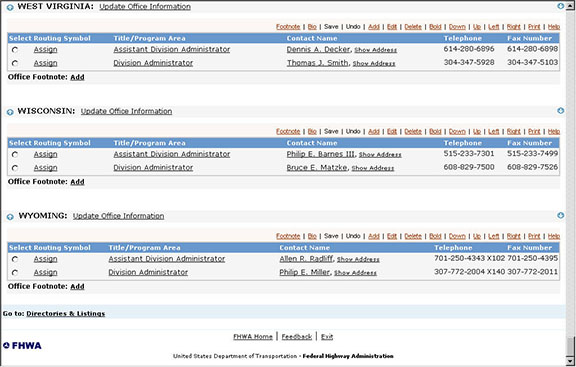 WEST VIRGINIA: Update Office Information
Footnote | Bio | Save | Undo | Add | Edit | Delete | Bold | Down | Up | Left | Right | Print | Help
Select Routing Symbol Title/Program Area Contact Name Telephone Fax Number
Assign Assistant Division Administrator Dennis A. Decker, Show Address 614-280-6896 614-280-6898
Assign Division Administrator Thomas J. Smith, Show Address 304-347-5928 304-347-5103
Office Footnote: Add
WISCONSIN: Update Office Information
Footnote | Bio | Save | Undo | Add | Edit | Delete | Bold | Down | Up | Left | Right | Print | Help
Select Routing Symbol Title/Program Area Contact Name Telephone Fax Number
Assign Assistant Division Administrator Philip E. Barnes III, Show Address 515-233-7301 515-233-7499
Assign Division Administrator Bruce E. Matzke, Show Address 608-829-7500 608-829-7526
Office Footnote: Add
WYOMING: Update Office Information
Footnote | Bio | Save | Undo | Add | Edit | Delete | Bold | Down | Up | Left | Right | Print | Help
Select Routing Symbol Title/Program Area Contact Name Telephone Fax Number
Assign Assistant Division Administrator Allen R. Radliff, Show Address 701-250-4343 X102 701-250-4395
Assign Division Administrator Philip E. Miller, Show Address 307-772-2004 X140 307-772-2011
Office Footnote: Add
Go to: Directories & Listings
FHWA Home | Feedback | Exit
FHWA
United States Department of Transportation - Federal Highway Administration